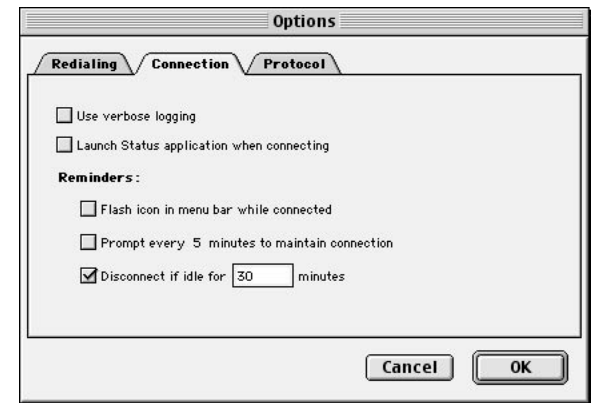 Options
Redialing Connection Protocol
Use verbose logging
Launch Status application when connecting
Reminders:
Flash icon in menu bar while connected
Prompt every 5 minutes to maintain connection
Disconnect if idle for 30 minutes
Cancel OK